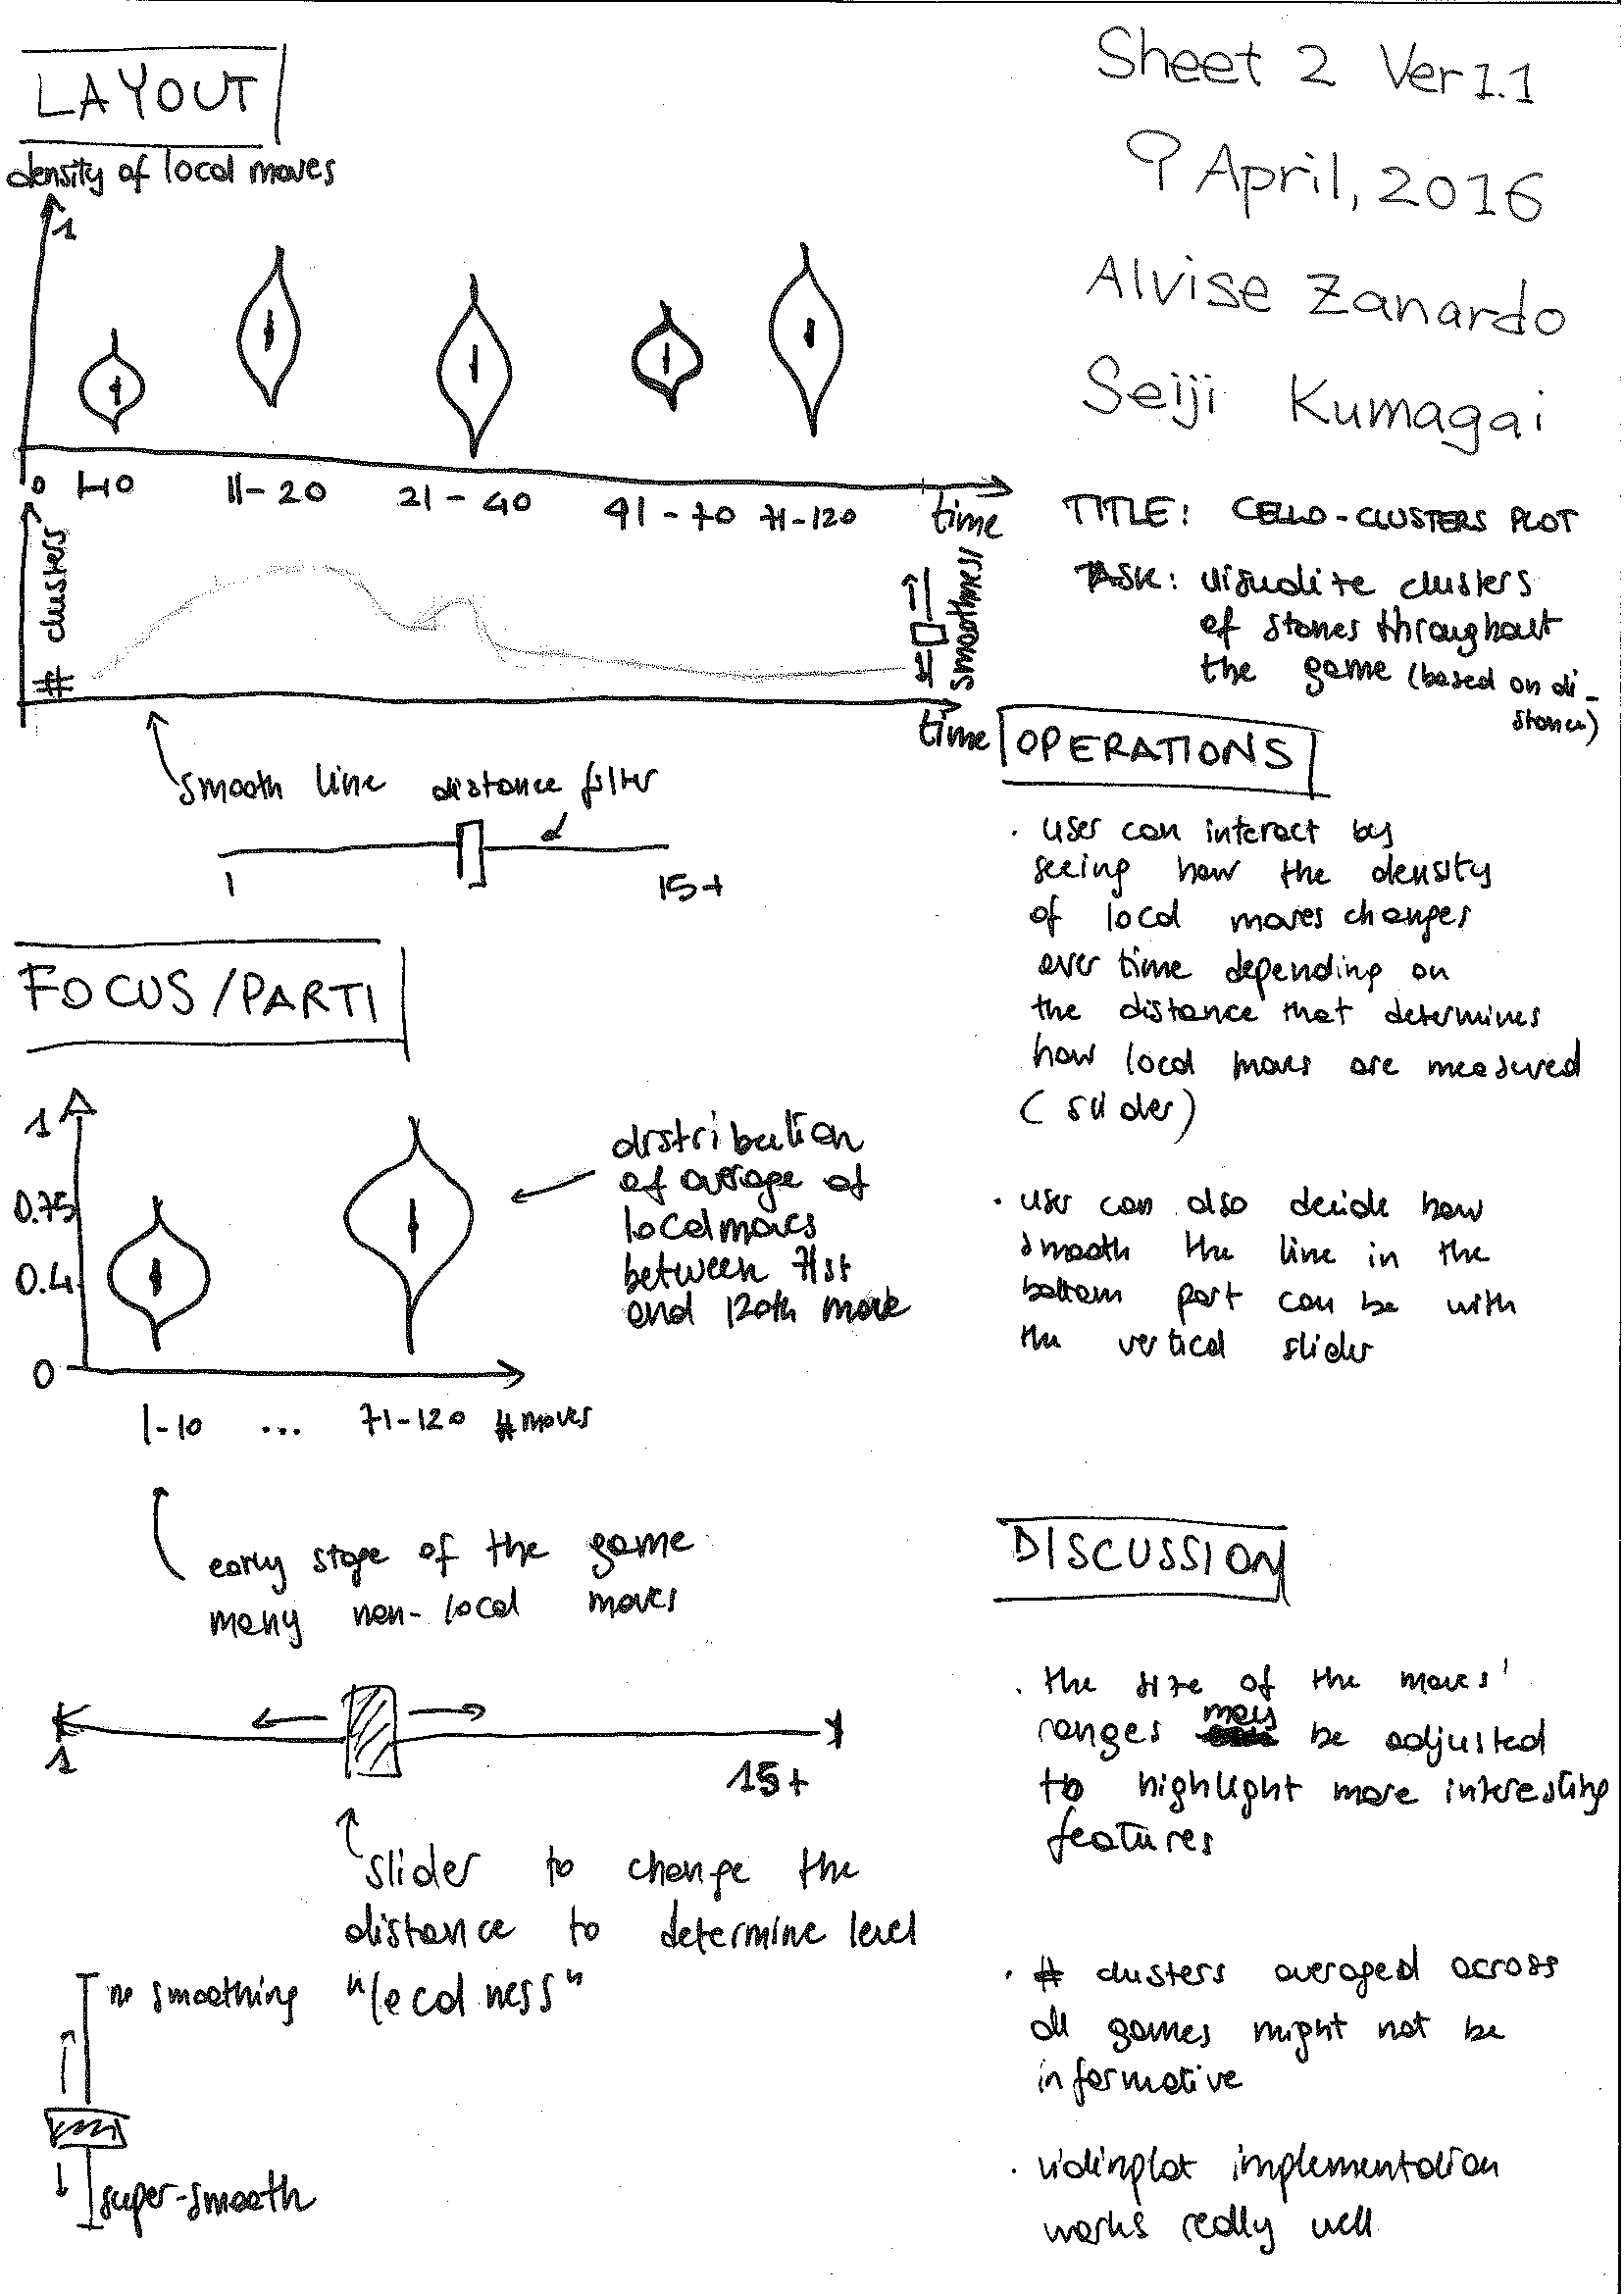 LAYOUT
density of local moves
1
0
1-10
11-20
21-40
41-70
71-120
time
# clusters
smoothness
time
smooth line
distance filter
1
15+
FOCUS/PARTI
1
0.75
0.4
0
1-10
...
71-120
# moves
distribution
of average of
local moves
between 71st
and 120th move
early stage of the game
many non-local moves
1
15+
slider to change the
distance to determine level
"localness"
no smoothing
super-smooth
Sheet 2 Ver 1.1
9 April, 2016
Alvise Zanardo
Seiji Kumagai
TITLE: CELLO-CLUSTERS PLOT
TASK: visualize clusters
of stones throughout
the game (based on di-
stance)
OPERATIONS
· user can interact by
seeing how the density
of local moves changes
over time depending on
the distance that determines
how local moves are measured
(slider)
· user can also decide how
smooth the line in the
bottom part can be with
the vertical slider
DISCUSSION
· the size of the moves'
ranges may be adjusted
to highlight more interesting
features
· # clusters averaged across
all games might not be
informative
· violinplot implementation
works really well